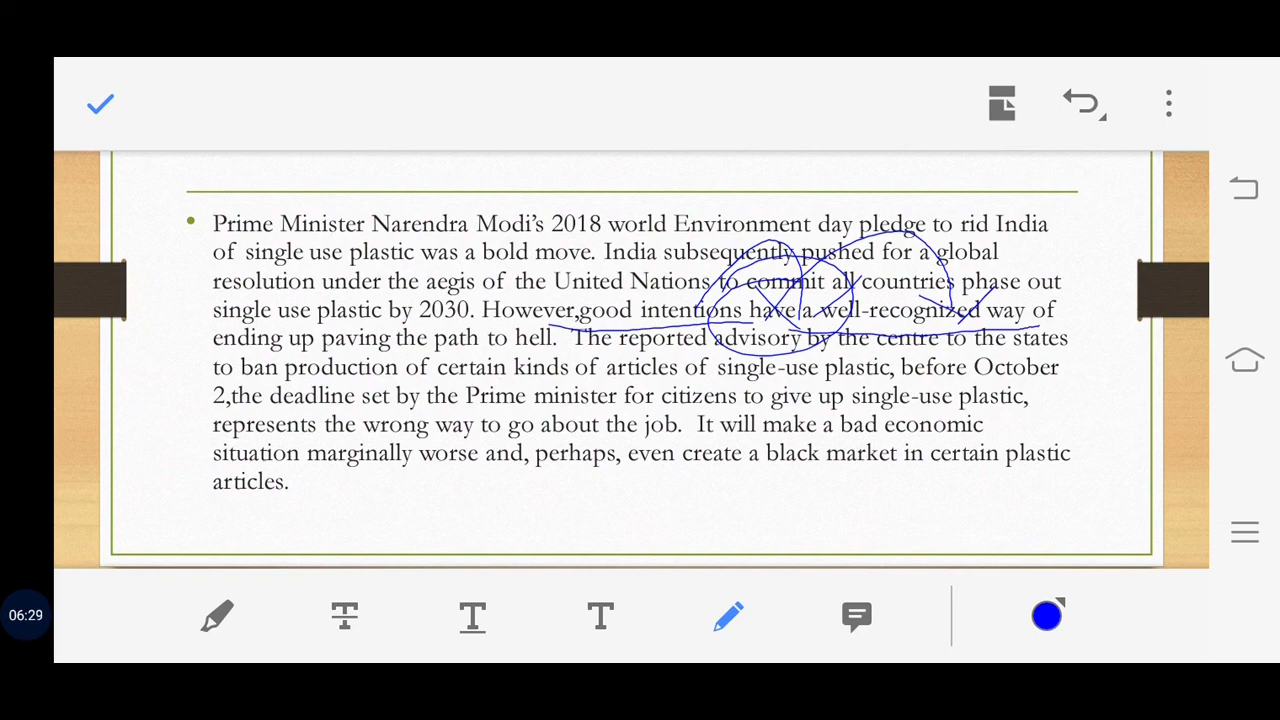 Prime Minister Narendra Modi's 2018 world Environment day pledge to rid India
of single use plastic was a bold move. India subsequently pushed for a global
resolution under the aegis of the United Nations to commit all countries phase out
single use plastic by 2030. However,good intentions have a well-recognized way of
ending up paving the path to hell. The reported advisory by the centre to the states
to ban production of certain kinds of articles of single-use plastic, before October
2,the deadline set by the Prime minister for citizens to give up single-use plastic,
represents the wrong way to go about the job. It will make a bad economic
situation marginally worse and, perhaps, even create a black market in certain plastic
articles.
06:29
T T T